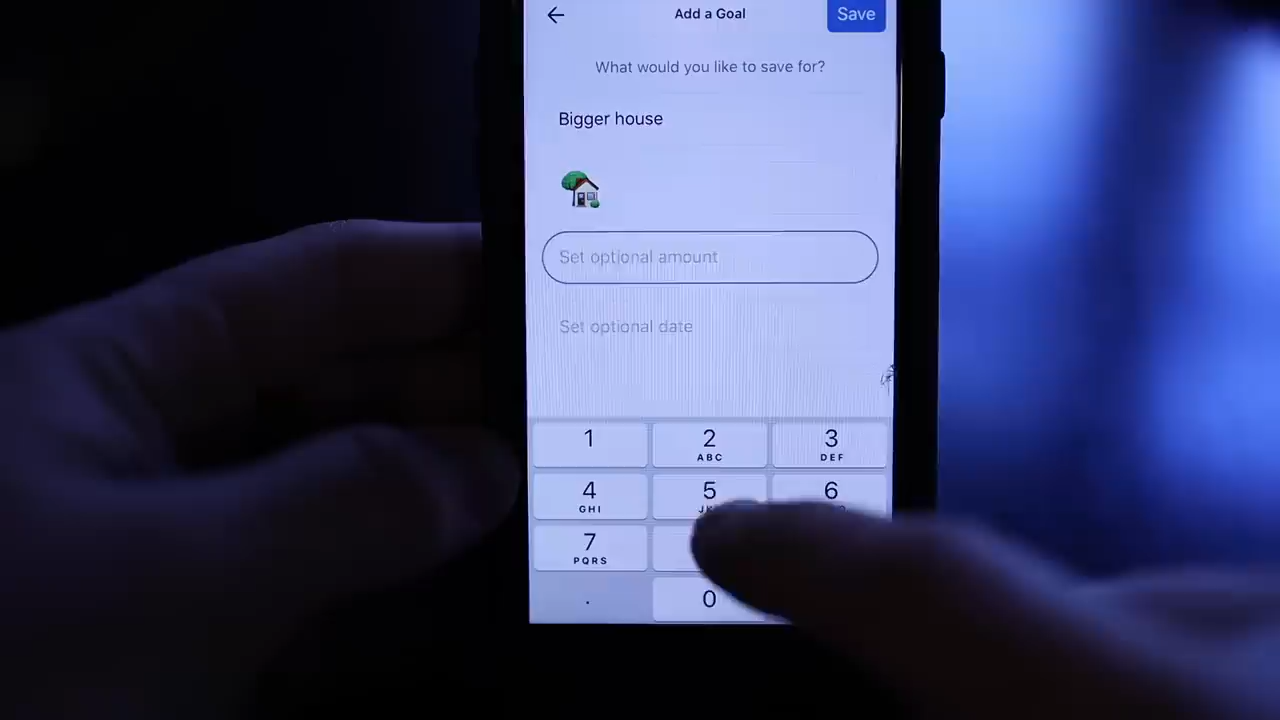 Add a Goal
Save
What would you like to save for?
Bigger house
Set optional amount
Set optional date
1
2
ABC
3
DEF
4
GHI
5
6
7
PQRS
.
0